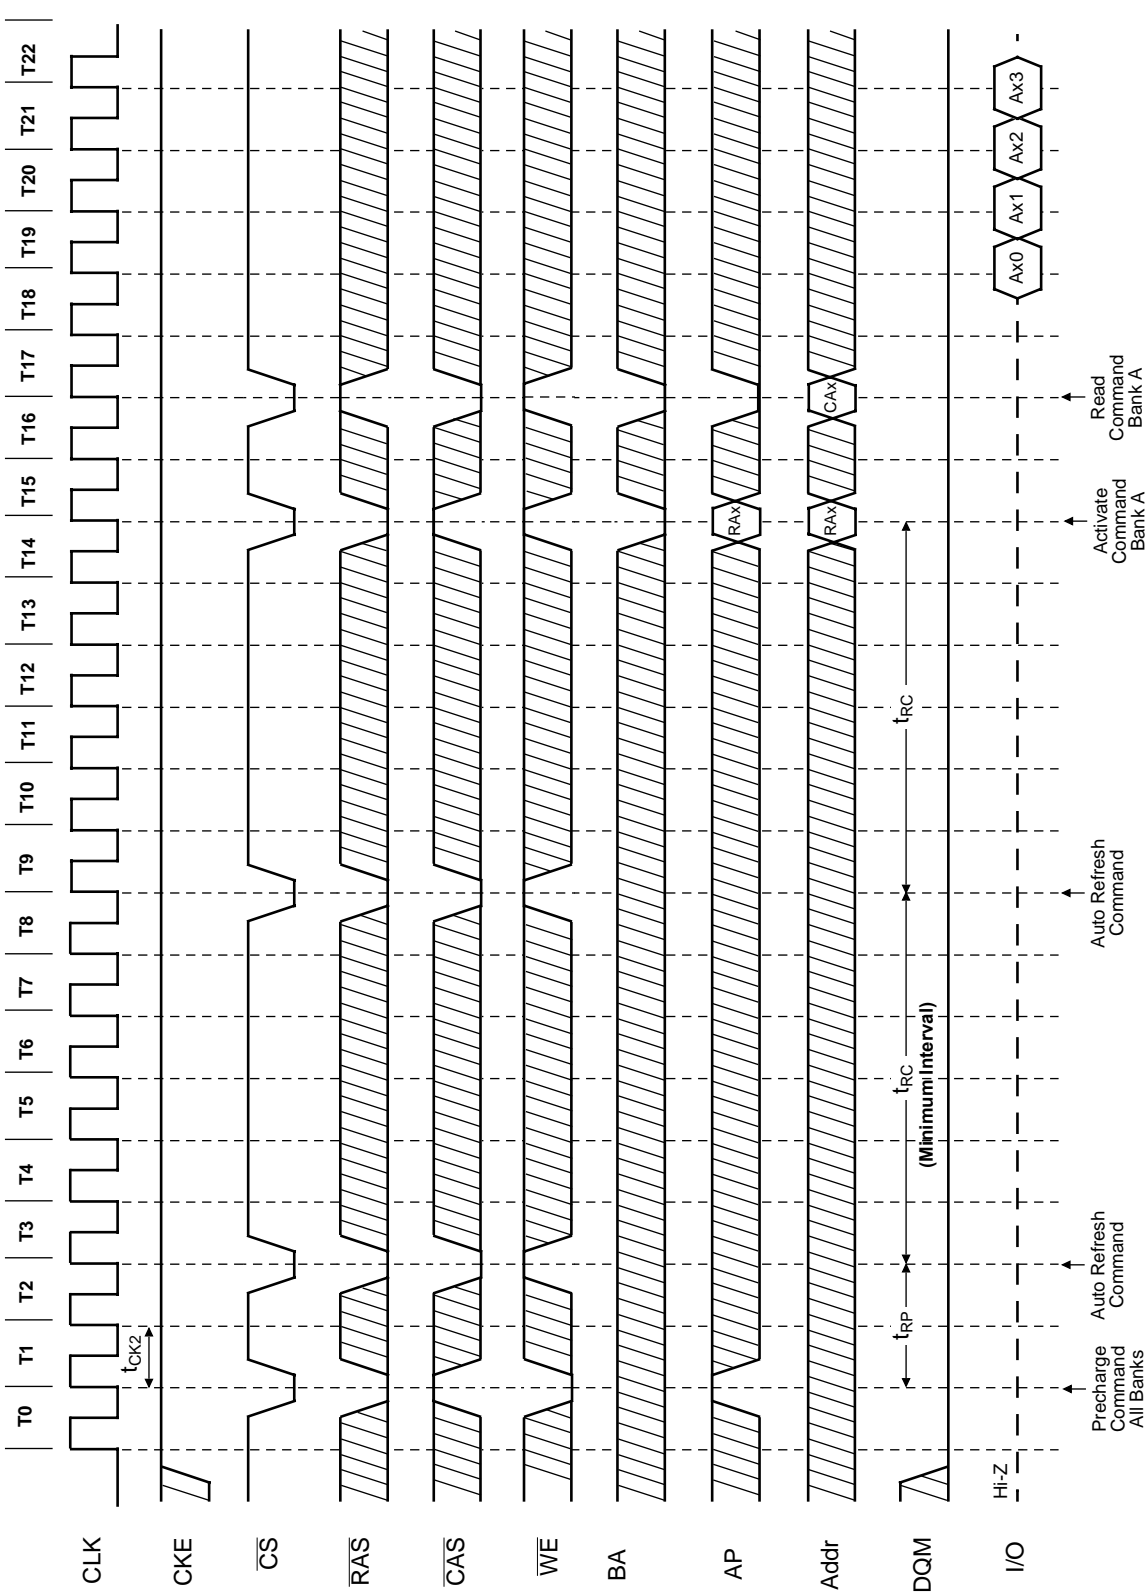 T0 T1 T2 T3 T4 T5 T6 T7 T8 T9 T10 T11 T12 T13 T14 T15 T16 T17 T18 T19 T20 T21 T22
CLK
tCK2
CKE
CS
RAS
CAS
WE
BA
AP
RAx
Addr
RAx
CAx
DQM
tRP
tRC
(Minimum Interval)
tRC
I/O
Hi-Z
Ax0
Ax1
Ax2
Ax3
Precharge
Command
All Banks
Auto Refresh
Command
Auto Refresh
Command
Activate
Command
Bank A
Read
Command
Bank A